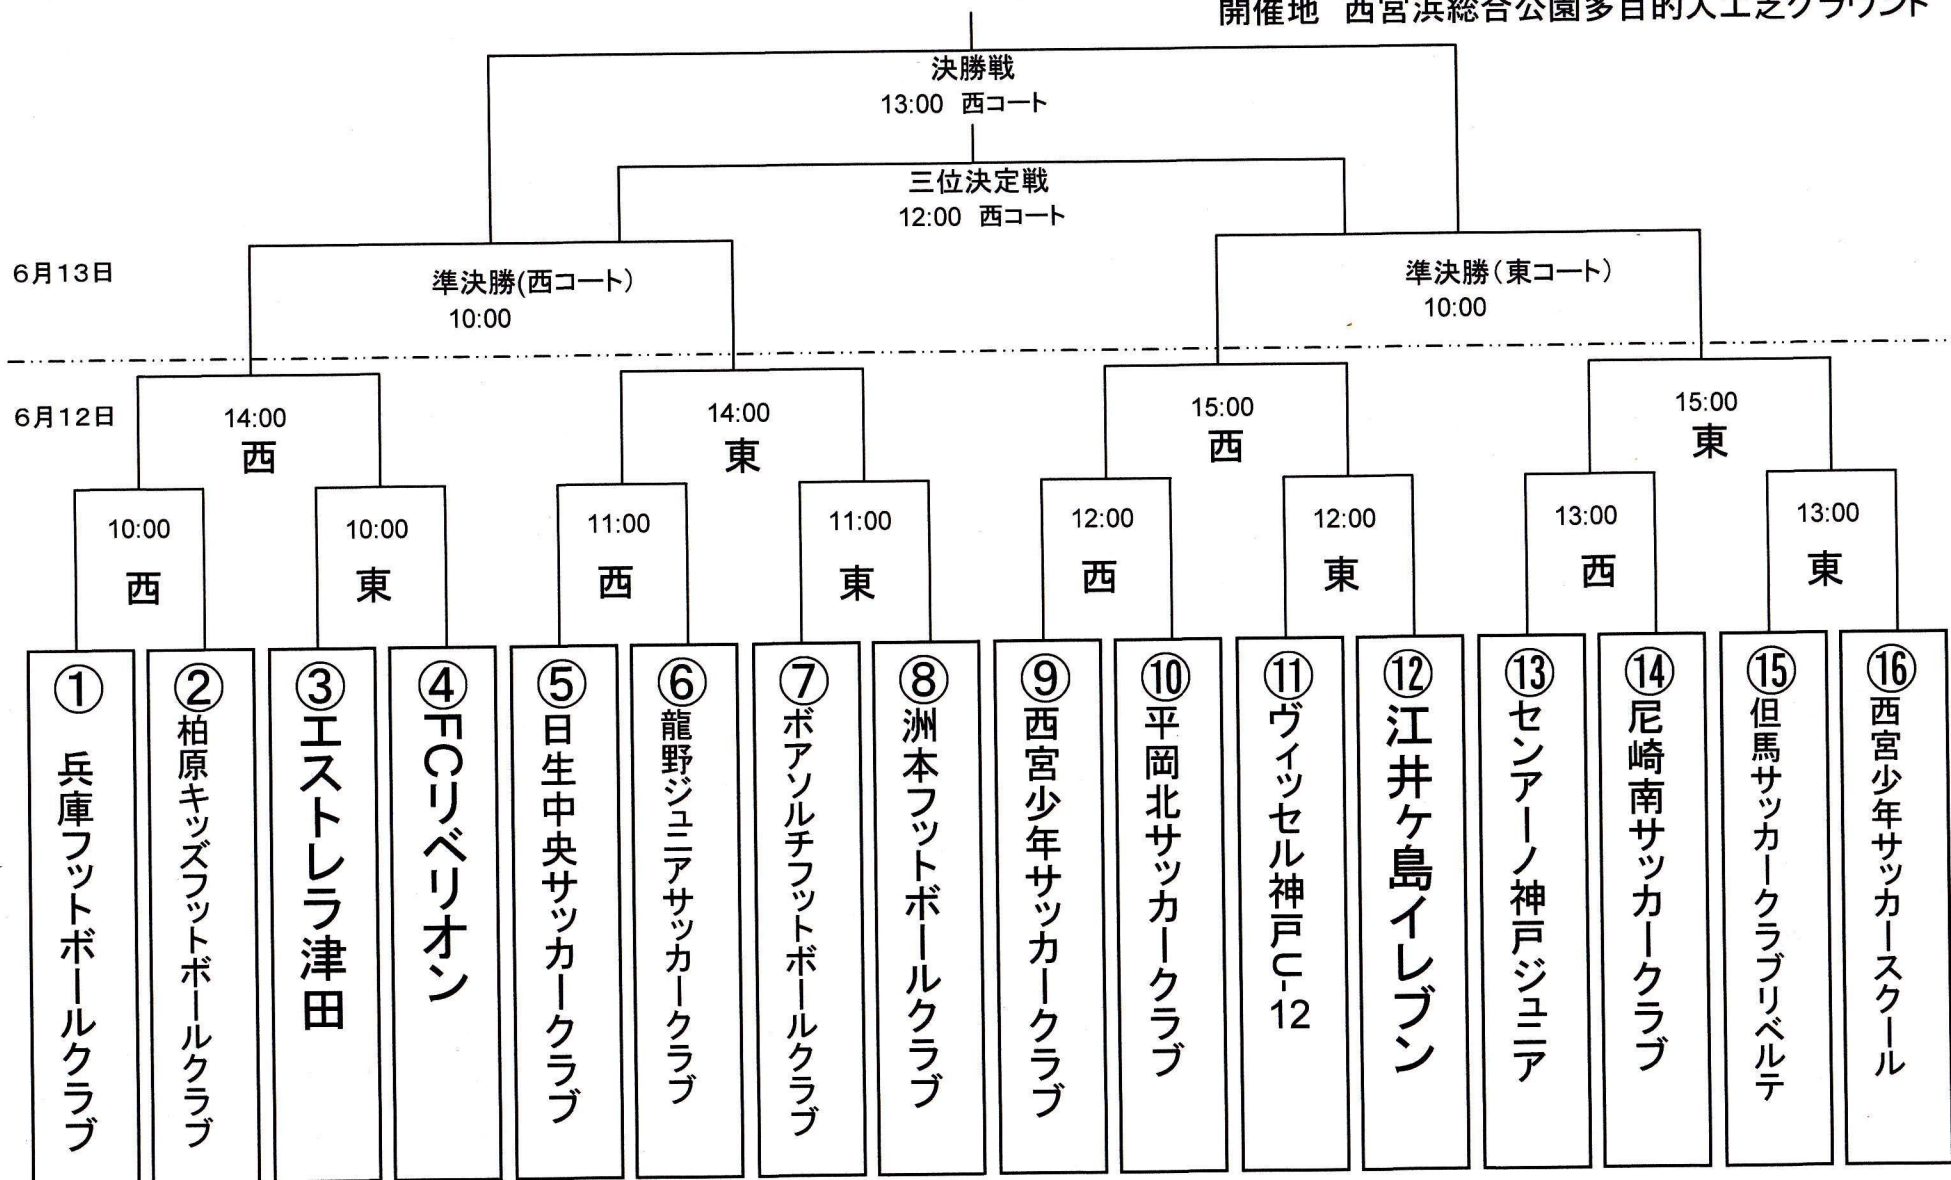 開催地 西宮浜総合公園多目的人工芝グラウンド
決勝戦
13:00 西コート
三位決定戦
12:00 西コート
6月13日
準決勝(西コート)
10:00
準決勝(東コート)
10:00
6月12日
14:00
西
14:00
東
15:00
西
15:00
東
10:00
西
10:00
東
11:00
西
11:00
東
12:00
西
12:00
東
13:00
西
13:00
東
① 兵庫フットボールクラブ
②柏原キッズフットボールクラブ
③エストレラ津田
④FCリベリオン
⑤日生中央サッカークラブ
⑥龍野ジュニアサッカークラブ
⑦ボアソルチフットボールクラブ
⑧洲本フットボールクラブ
⑨西宮少年サッカークラブ
⑩平岡北サッカークラブ
⑪ヴィッセル神戸U-12
⑫江井ケ島イレブン
⑬センアーノ神戸ジュニア
⑭尼崎南サッカークラブ
⑮但馬サッカークラブリベルテ
⑯西宮少年サッカースクール